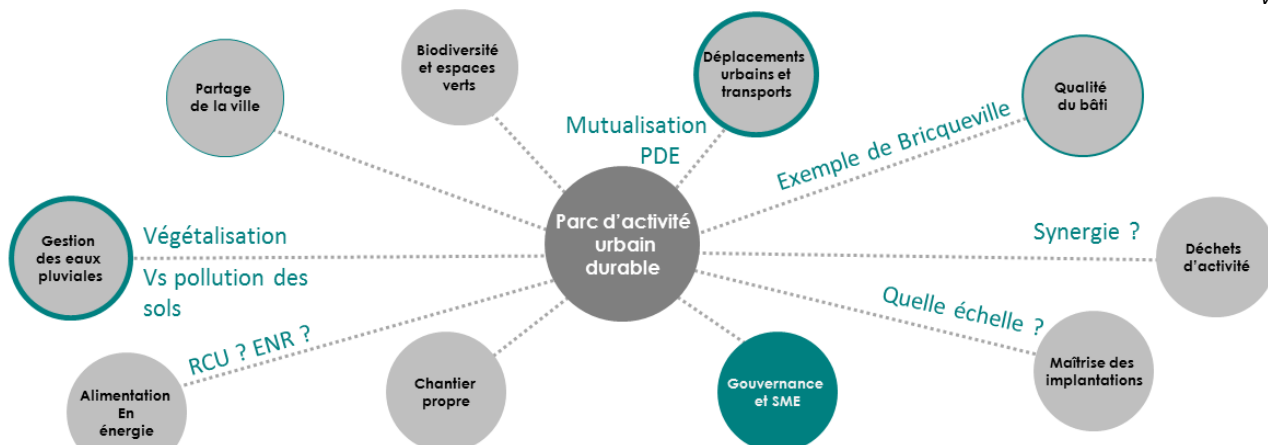 Biodiversité
et espaces
verts
Déplacements
urbains et
transports
Partage
de la ville
Qualité
du bâti
Mutualisation
PDE
Exemple de Bricqueville
Parc d'activité
urbain
durable
Gestion
des eaux
pluviales
Végétalisation
Vs pollution des
sols
Synergie ?
Déchets
d'activité
Quelle échelle ?
RCU ? ENR ?
Maîtrise des
implantations
Alimentation
En
énergie
Chantier
propre
Gouvernance
et SME